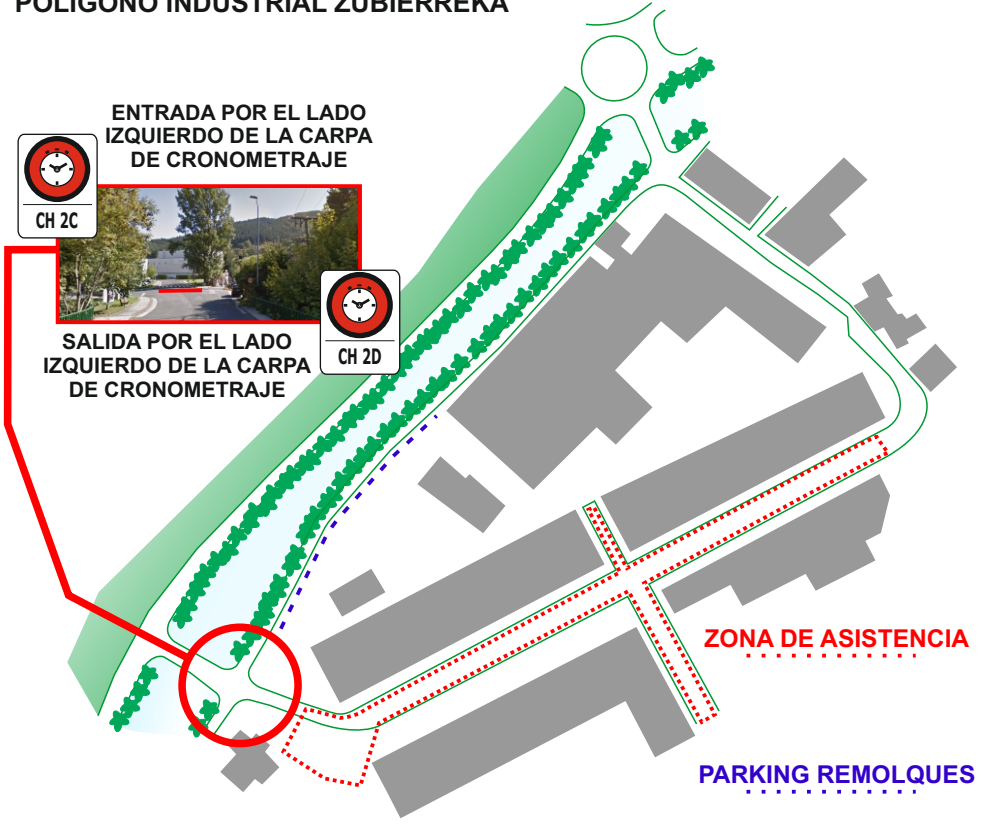 POLÍGONO INDUSTRIAL ZUBIERREKA
ENTRADA POR EL LADO
IZQUIERDO DE LA CARPA
DE CRONOMETRAJE
CH 2C
CH 2D
SALIDA POR EL LADO
IZQUIERDO DE LA CARPA
DE CRONOMETRAJE
ZONA DE ASISTENCIA
PARKING REMOLQUES